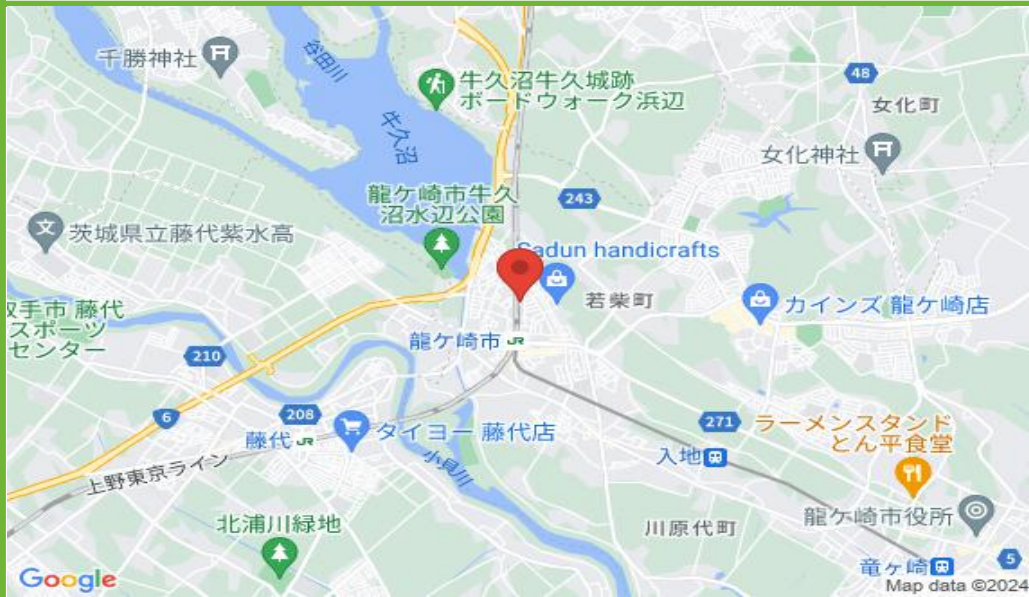 千勝神社
谷田川
牛久沼
牛久沼牛久城跡
ボードウォーク浜辺
48
女化町
女化神社
243
龍ケ崎市牛久
沼水辺公園
茨城県立藤代紫水高
Sadun handicrafts
若柴町
カインズ 龍ケ崎店
取手市 藤代
スポーツ
センター
210
龍ケ崎市 JR
6
208
藤代 JR
タイヨー 藤代店
271
ラーメンスタンド
とん平食堂
入地
上野東京ライン
小貝川
北浦川緑地
川原代町
龍ケ崎市役所
5
竜ヶ崎
Google
Map data ©2024